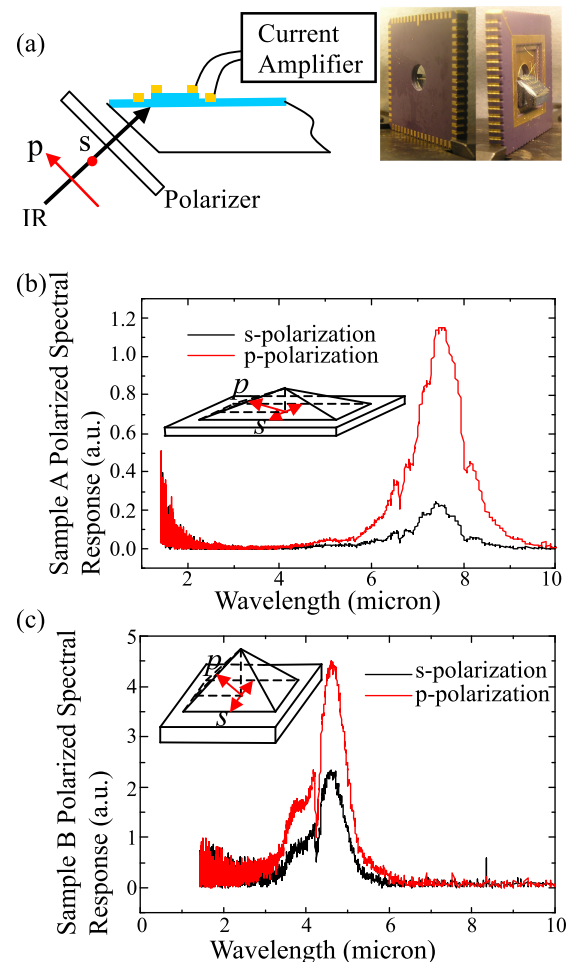 (a)
Current
Amplifier
s
p
Polarizer
IR
(b)
1.2
1.0
0.8
0.6
0.4
0.2
0.0
s-polarization
p-polarization
p
s
Sample A Polarized Spectral
Response (a.u.)
2
4
6
8
10
Wavelength (micron)
(c)
5
4
3
2
1
0
s-polarization
p-polarization
p
s
Sample B Polarized Spectral
Response (a.u.)
0
2
4
6
8
10
Wavelength (micron)